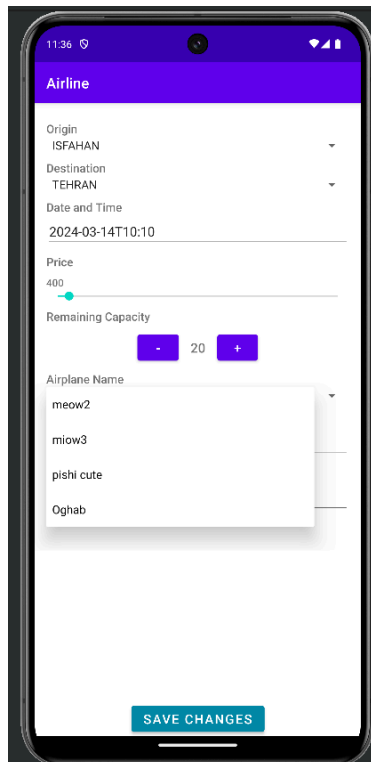 11:36
Airline
Origin
ISFAHAN
Destination
TEHRAN
Date and Time
2024-03-14T10:10
Price
400
Remaining Capacity
- 20 +
Airplane Name
meow2
miow3
pishi cute
Oghab
SAVE CHANGES